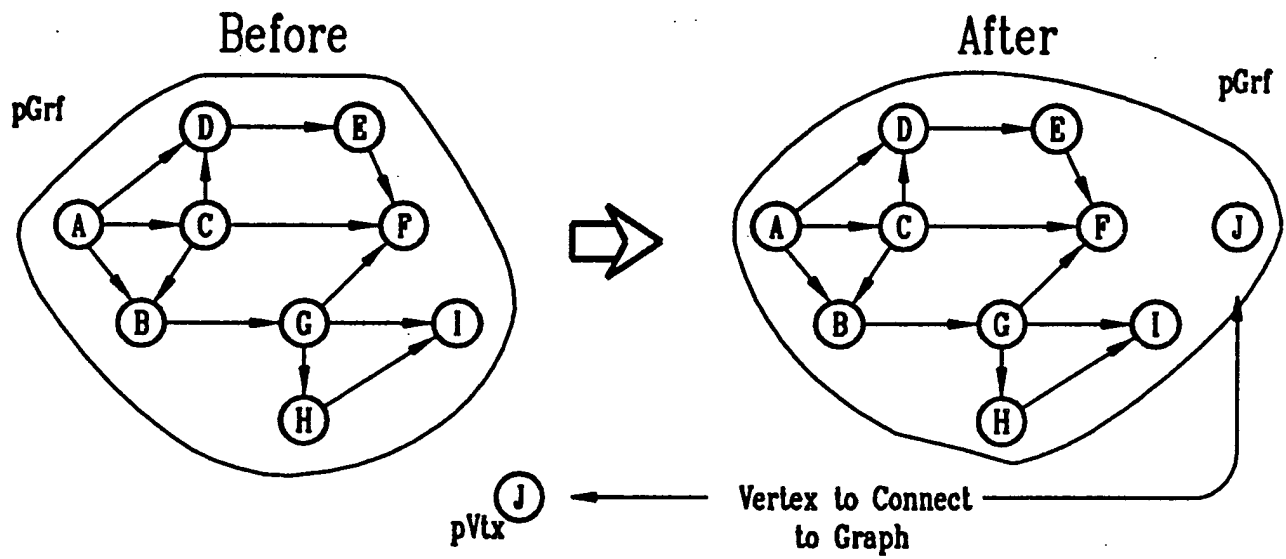 Before
After
pGrf
pGrf
D
E
D
E
A
C
F
A
C
F
J
B
G
I
B
G
I
H
H
J
pVtx
Vertex to Connect
to Graph